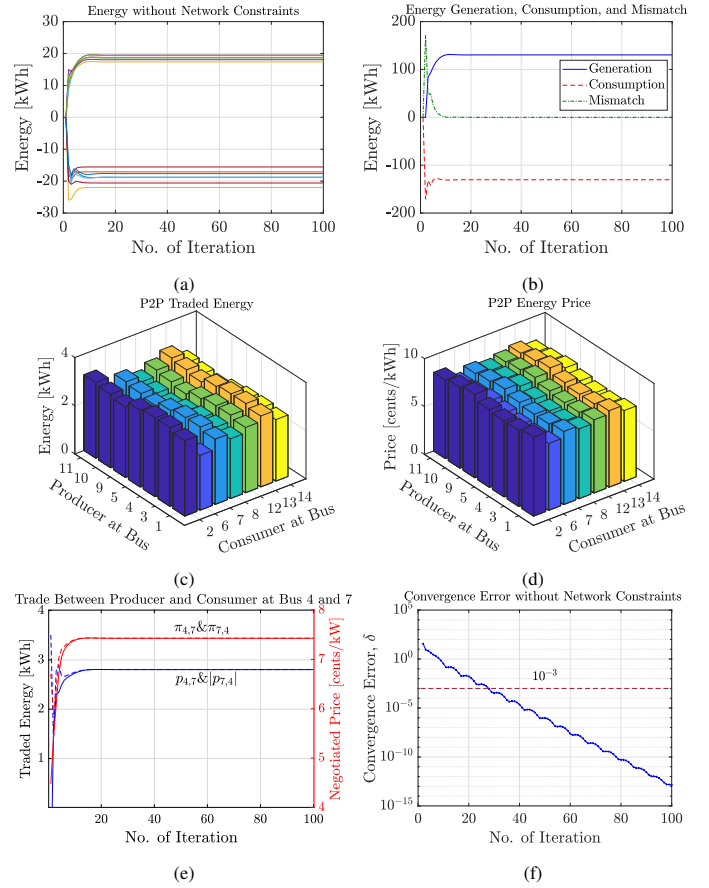 Energy without Network Constraints
30
20
10
0
-10
-20
-30
0 20 40 60 80 100
Energy [kWh]
No. of Iteration
(a)
Energy Generation, Consumption, and Mismatch
200
100
0
-100
-200
0 20 40 60 80 100
Energy [kWh]
No. of Iteration
Generation
Consumption
Mismatch
(b)
P2P Traded Energy
4
2
0
Energy [kWh]
11 10 9 5 4 3 1
Producer at Bus
2 6 7 8 12 13 14
Consumer at Bus
(c)
P2P Energy Price
10
5
0
Price [cents/kWh]
11 10 9 5 4 3 1
Producer at Bus
2 6 7 8 12 13 14
Consumer at Bus
(d)
Trade Between Producer and Consumer at Bus 4 and 7
4
3
2
1
Traded Energy [kWh]
20 40 60 80 100
No. of Iteration
8
7
6
5
4
Negotiated Price [cents/kW]
π4,7&π7,4
p4,7&|p7,4|
(e)
Convergence Error without Network Constraints
10^5
10^0
10^-5
10^-10
10^-15
0 20 40 60 80 100
Convergence Error, δ
No. of Iteration
10^-3
(f)